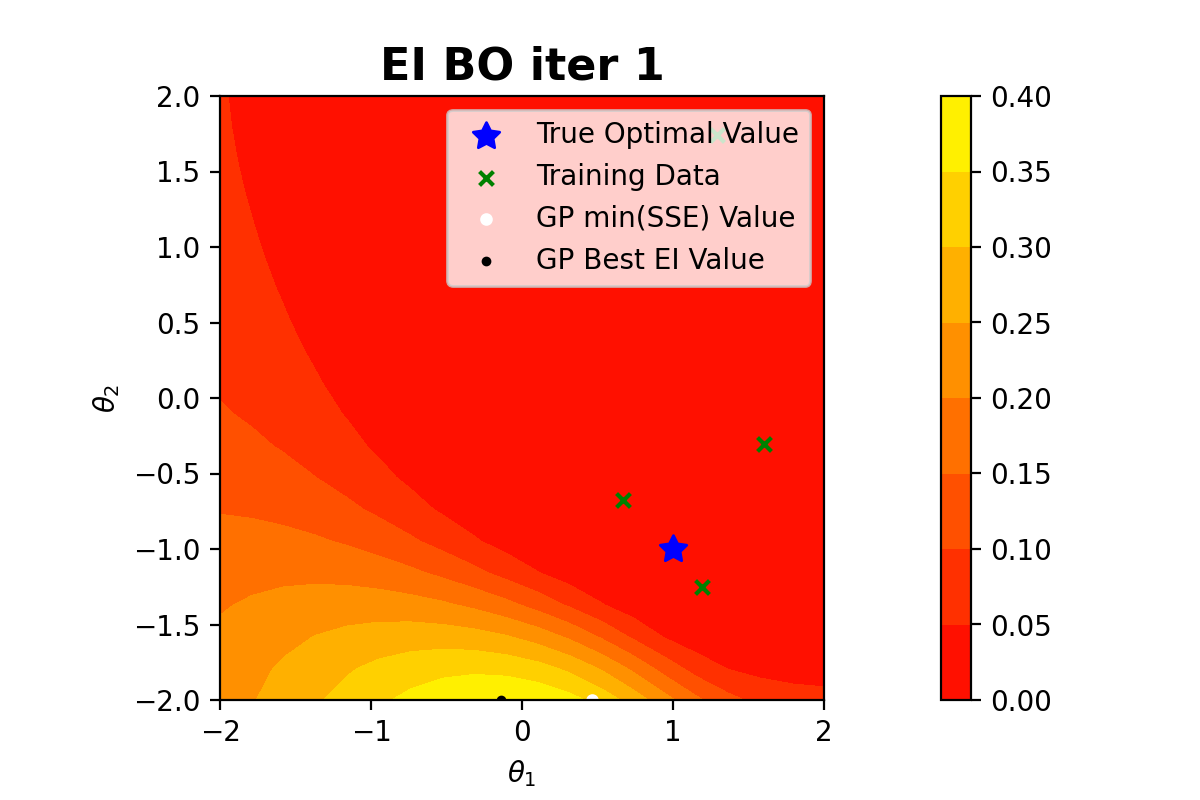 EI BO iter 1
True Optimal Value
Training Data
GP min(SSE) Value
GP Best EI Value
2.0
1.5
1.0
0.5
0.0
−0.5
−1.0
−1.5
−2.0
θ₂
−2 −1 0 1 2
θ₁
0.40
0.35
0.30
0.25
0.20
0.15
0.10
0.05
0.00